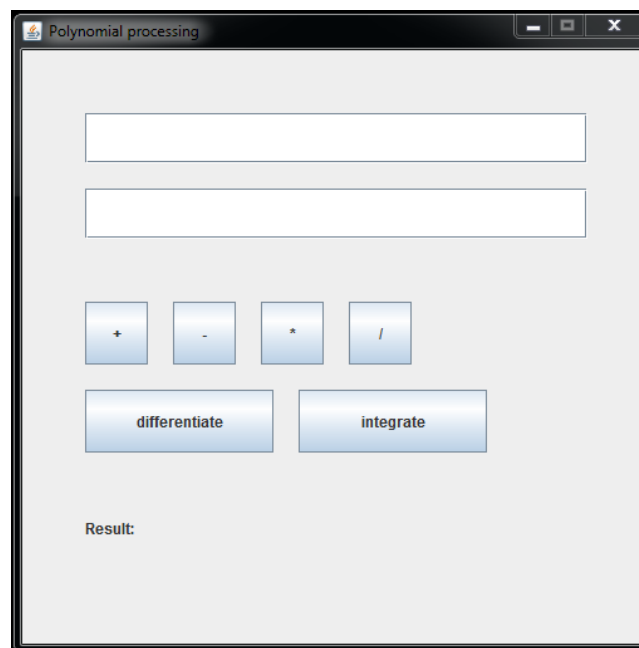 Polynomial processing
+ - * /
differentiate integrate
Result: